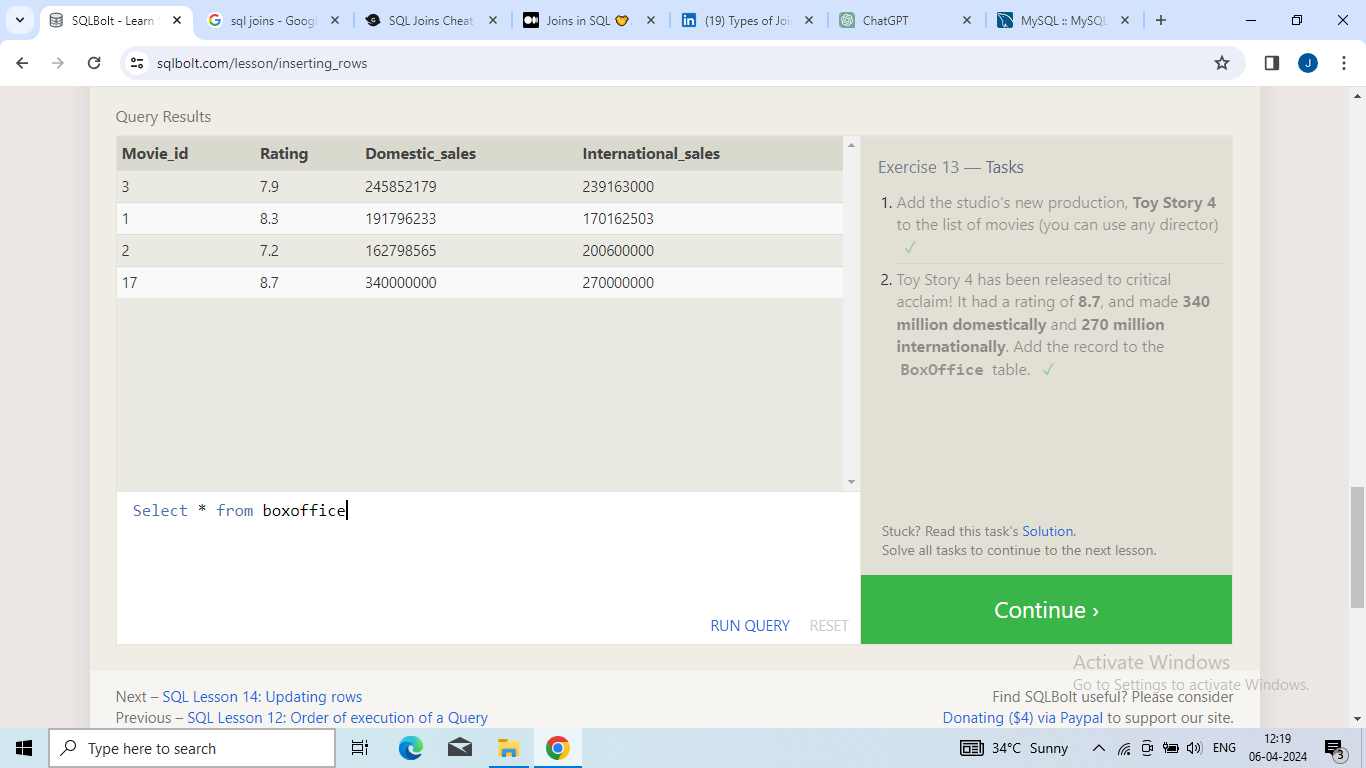 SQLBolt - Learn
sql joins - Goog
SQL Joins Cheat
Joins in SQL
(19) Types of Joi
ChatGPT
MySQL :: MySQL
sqlbolt.com/lesson/inserting_rows
J
Query Results
Movie_id Rating Domestic_sales International_sales
3 7.9 245852179 239163000
1 8.3 191796233 170162503
2 7.2 162798565 200600000
17 8.7 340000000 270000000
Exercise 13 — Tasks
1. Add the studio's new production, Toy Story 4
to the list of movies (you can use any director)
✓
2. Toy Story 4 has been released to critical
acclaim! It had a rating of 8.7, and made 340
million domestically and 270 million
internationally. Add the record to the
BoxOffice table. ✓
Select * from boxoffice
RUN QUERY RESET
Stuck? Read this task's Solution.
Solve all tasks to continue to the next lesson.
Continue ›
Activate Windows
Go to Settings to activate Windows.
Next – SQL Lesson 14: Updating rows
Previous – SQL Lesson 12: Order of execution of a Query
Find SQLBolt useful? Please consider
Donating ($4) via Paypal to support our site.
Type here to search
34°C Sunny
ENG
12:19
06-04-2024
3